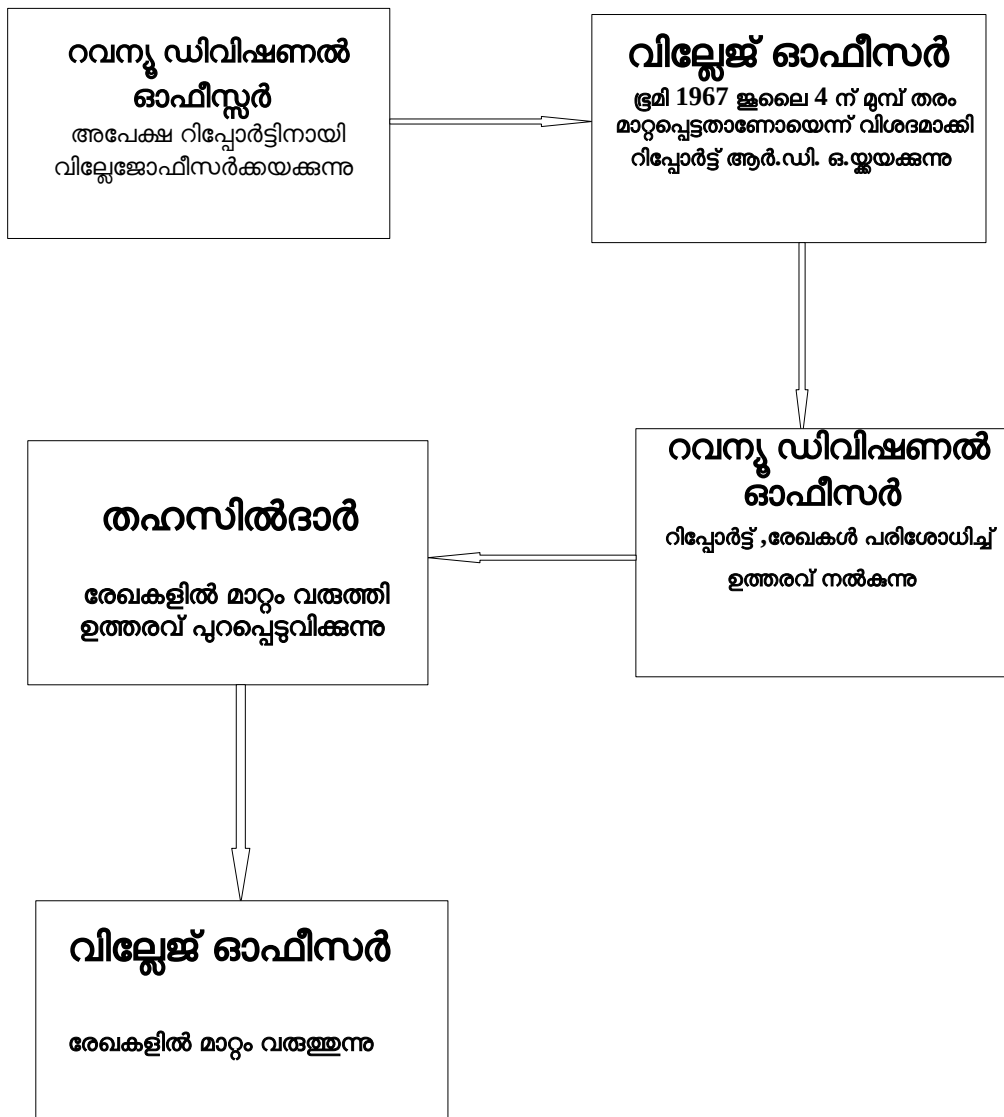 റവന്യൂ ഡിവിഷണൽ
ഓഫീസ്സർ
അപേക്ഷ റിപ്പോർട്ടിനായി
വില്ലേജോഫീസർക്കയക്കുന്നു
വില്ലേജ് ഓഫീസർ
ഭൂമി 1967 ജൂലൈ 4 ന് മുമ്പ് തരം
മാറ്റപ്പെട്ടതാണോയെന്ന് വിശദമാക്കി
റിപ്പോർട്ട് ആർ.ഡി. ഒ.യ്ക്കയക്കുന്നു
റവന്യൂ ഡിവിഷണൽ
ഓഫീസർ
റിപ്പോർട്ട് ,രേഖകൾ പരിശോധിച്ച്
ഉത്തരവ് നൽകുന്നു
തഹസിൽദാർ
രേഖകളിൽ മാറ്റം വരുത്തി
ഉത്തരവ് പുറപ്പെടുവിക്കുന്നു
വില്ലേജ് ഓഫീസർ
രേഖകളിൽ മാറ്റം വരുത്തുന്നു